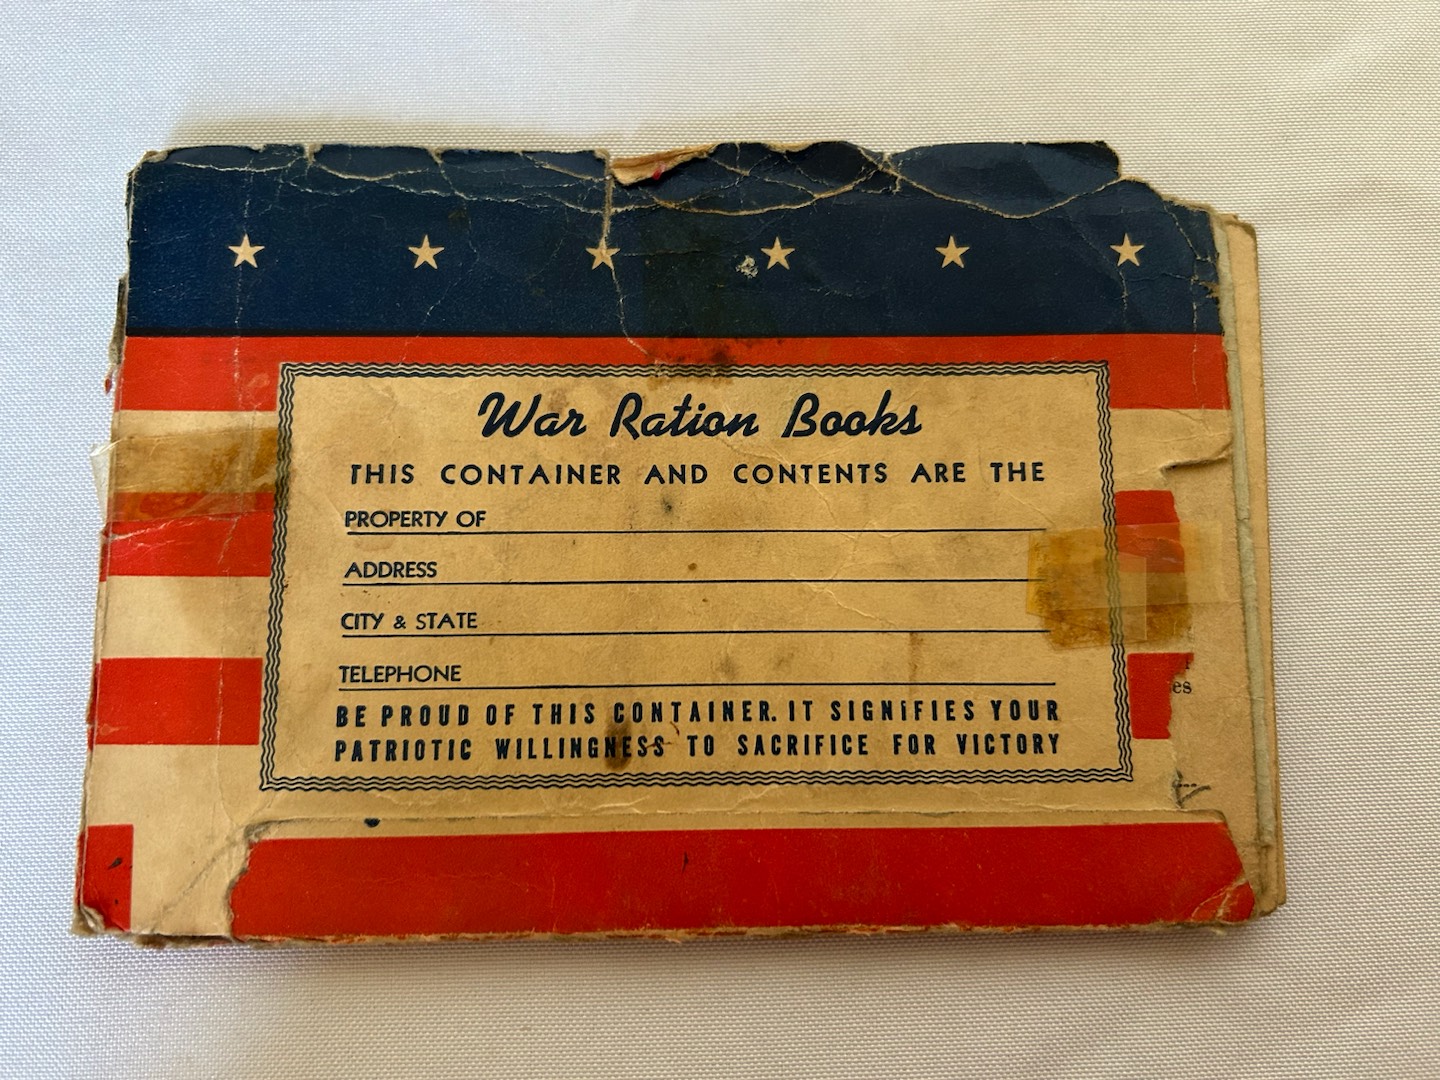 War Ration Books
THIS CONTAINER AND CONTENTS ARE THE
PROPERTY OF
ADDRESS
CITY & STATE
TELEPHONE
BE PROUD OF THIS CONTAINER. IT SIGNiFIES YOUR
PATRIOTIC WILLINGNESS TO SACRIFICE FOR VICTORY
es